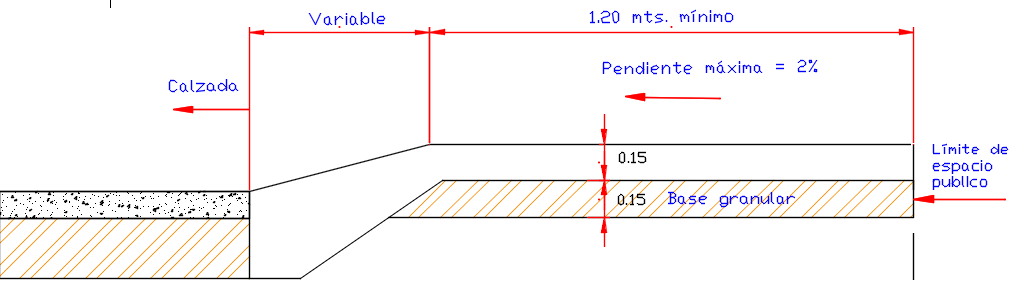 Variable
1.20 mts. mínimo
Pendiente máxima = 2%
Calzada
0.15
Límite de
espacio
publico
0.15 Base granular